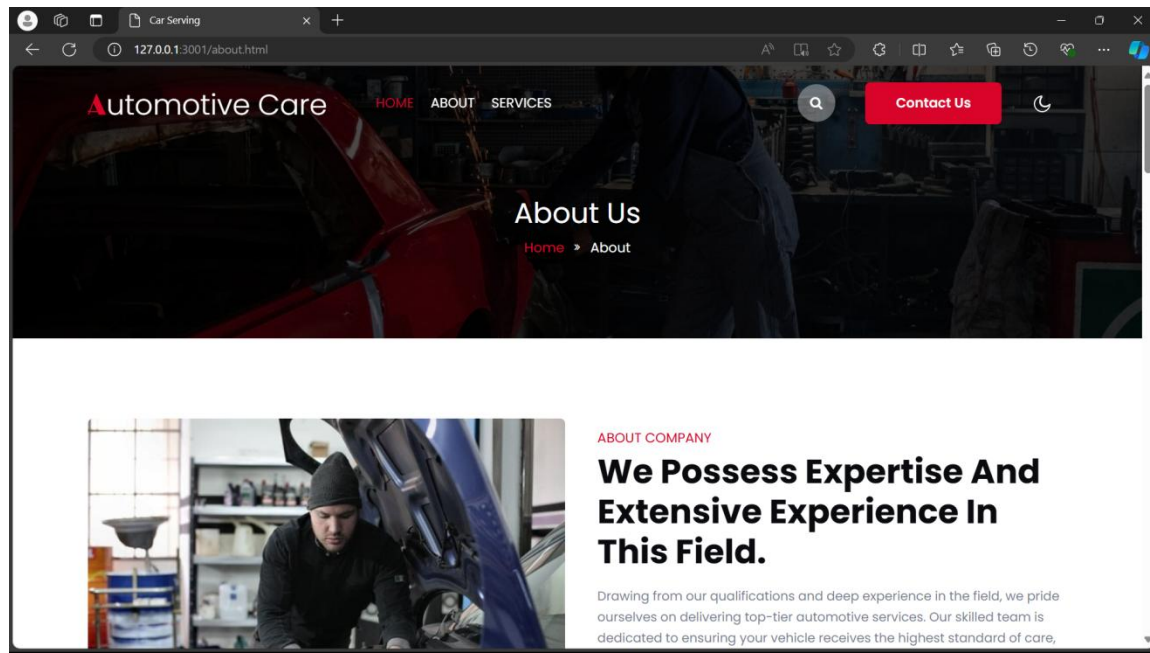 Car Serving
127.0.0.1:3001/about.html
Automotive Care HOME ABOUT SERVICES Contact Us
About Us
Home » About
ABOUT COMPANY
We Possess Expertise And
Extensive Experience In
This Field.
Drawing from our qualifications and deep experience in the field, we pride
ourselves on delivering top-tier automotive services. Our skilled team is
dedicated to ensuring your vehicle receives the highest standard of care,